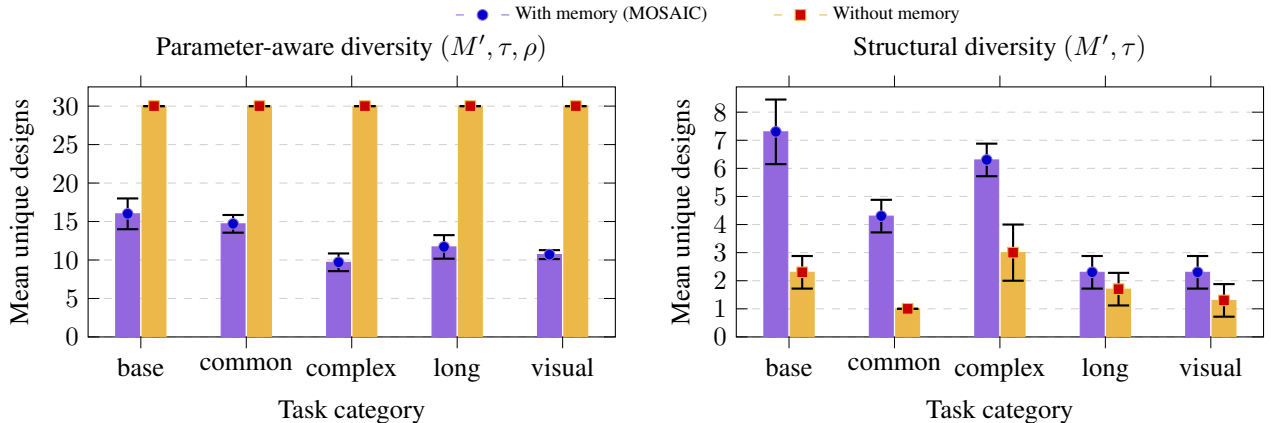 With memory (MOSAIC) Without memory
Parameter-aware diversity (M′, τ, ρ)
Mean unique designs
30
25
20
15
10
5
0
base common complex long visual
Task category
Structural diversity (M′, τ)
Mean unique designs
8
7
6
5
4
3
2
1
0
base common complex long visual
Task category